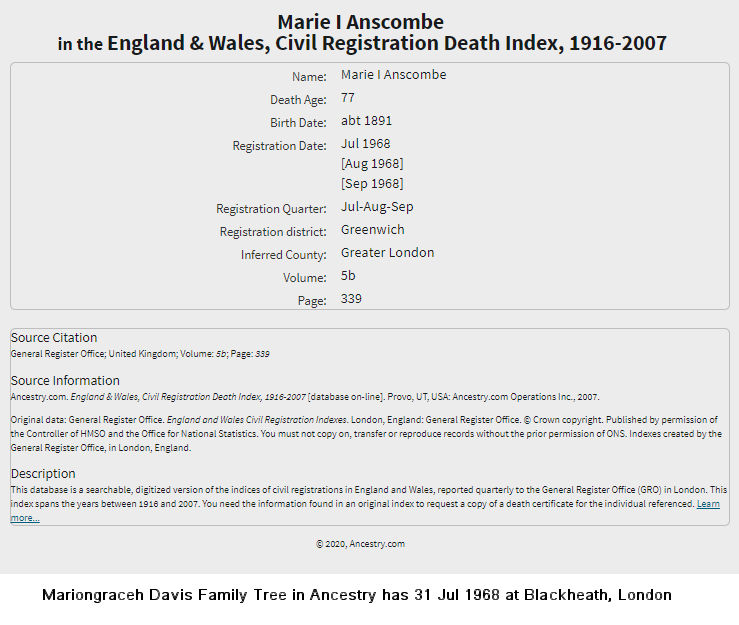 Marie I Anscombe
in the England & Wales, Civil Registration Death Index, 1916-2007
Name: Marie I Anscombe
Death Age: 77
Birth Date: abt 1891
Registration Date: Jul 1968
[Aug 1968]
[Sep 1968]
Registration Quarter: Jul-Aug-Sep
Registration district: Greenwich
Inferred County: Greater London
Volume: 5b
Page: 339
Source Citation
General Register Office; United Kingdom; Volume: 5b; Page: 339
Source Information
Ancestry.com. England & Wales, Civil Registration Death Index, 1916-2007 [database on-line]. Provo, UT, USA: Ancestry.com Operations Inc., 2007.
Original data: General Register Office. England and Wales Civil Registration Indexes. London, England: General Register Office. © Crown copyright. Published by permission of
the Controller of HMSO and the Office for National Statistics. You must not copy on, transfer or reproduce records without the prior permission of ONS. Indexes created by the
General Register Office, in London, England.
Description
This database is a searchable, digitized version of the indices of civil registrations in England and Wales, reported quarterly to the General Register Office (GRO) in London. This
index spans the years between 1916 and 2007. You need the information found in an original index to request a copy of a death certificate for the individual referenced. Learn
more...
© 2020, Ancestry.com
Mariongraceh Davis Family Tree in Ancestry has 31 Jul 1968 at Blackheath, London